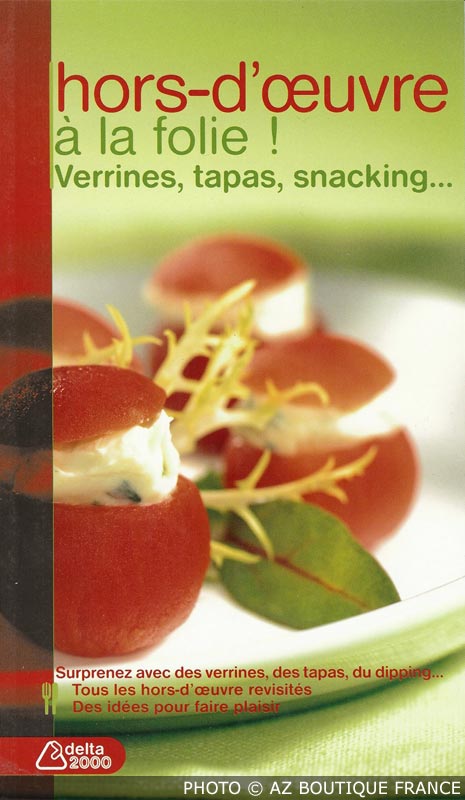 hors-d'œuvre
à la folie !
Verrines, tapas, snacking...
Surprenez avec des verrines, des tapas, du dipping...
Tous les hors-d'œuvre revisités
Des idées pour faire plaisir
delta
2000
PHOTO © AZ BOUTIQUE FRANCE